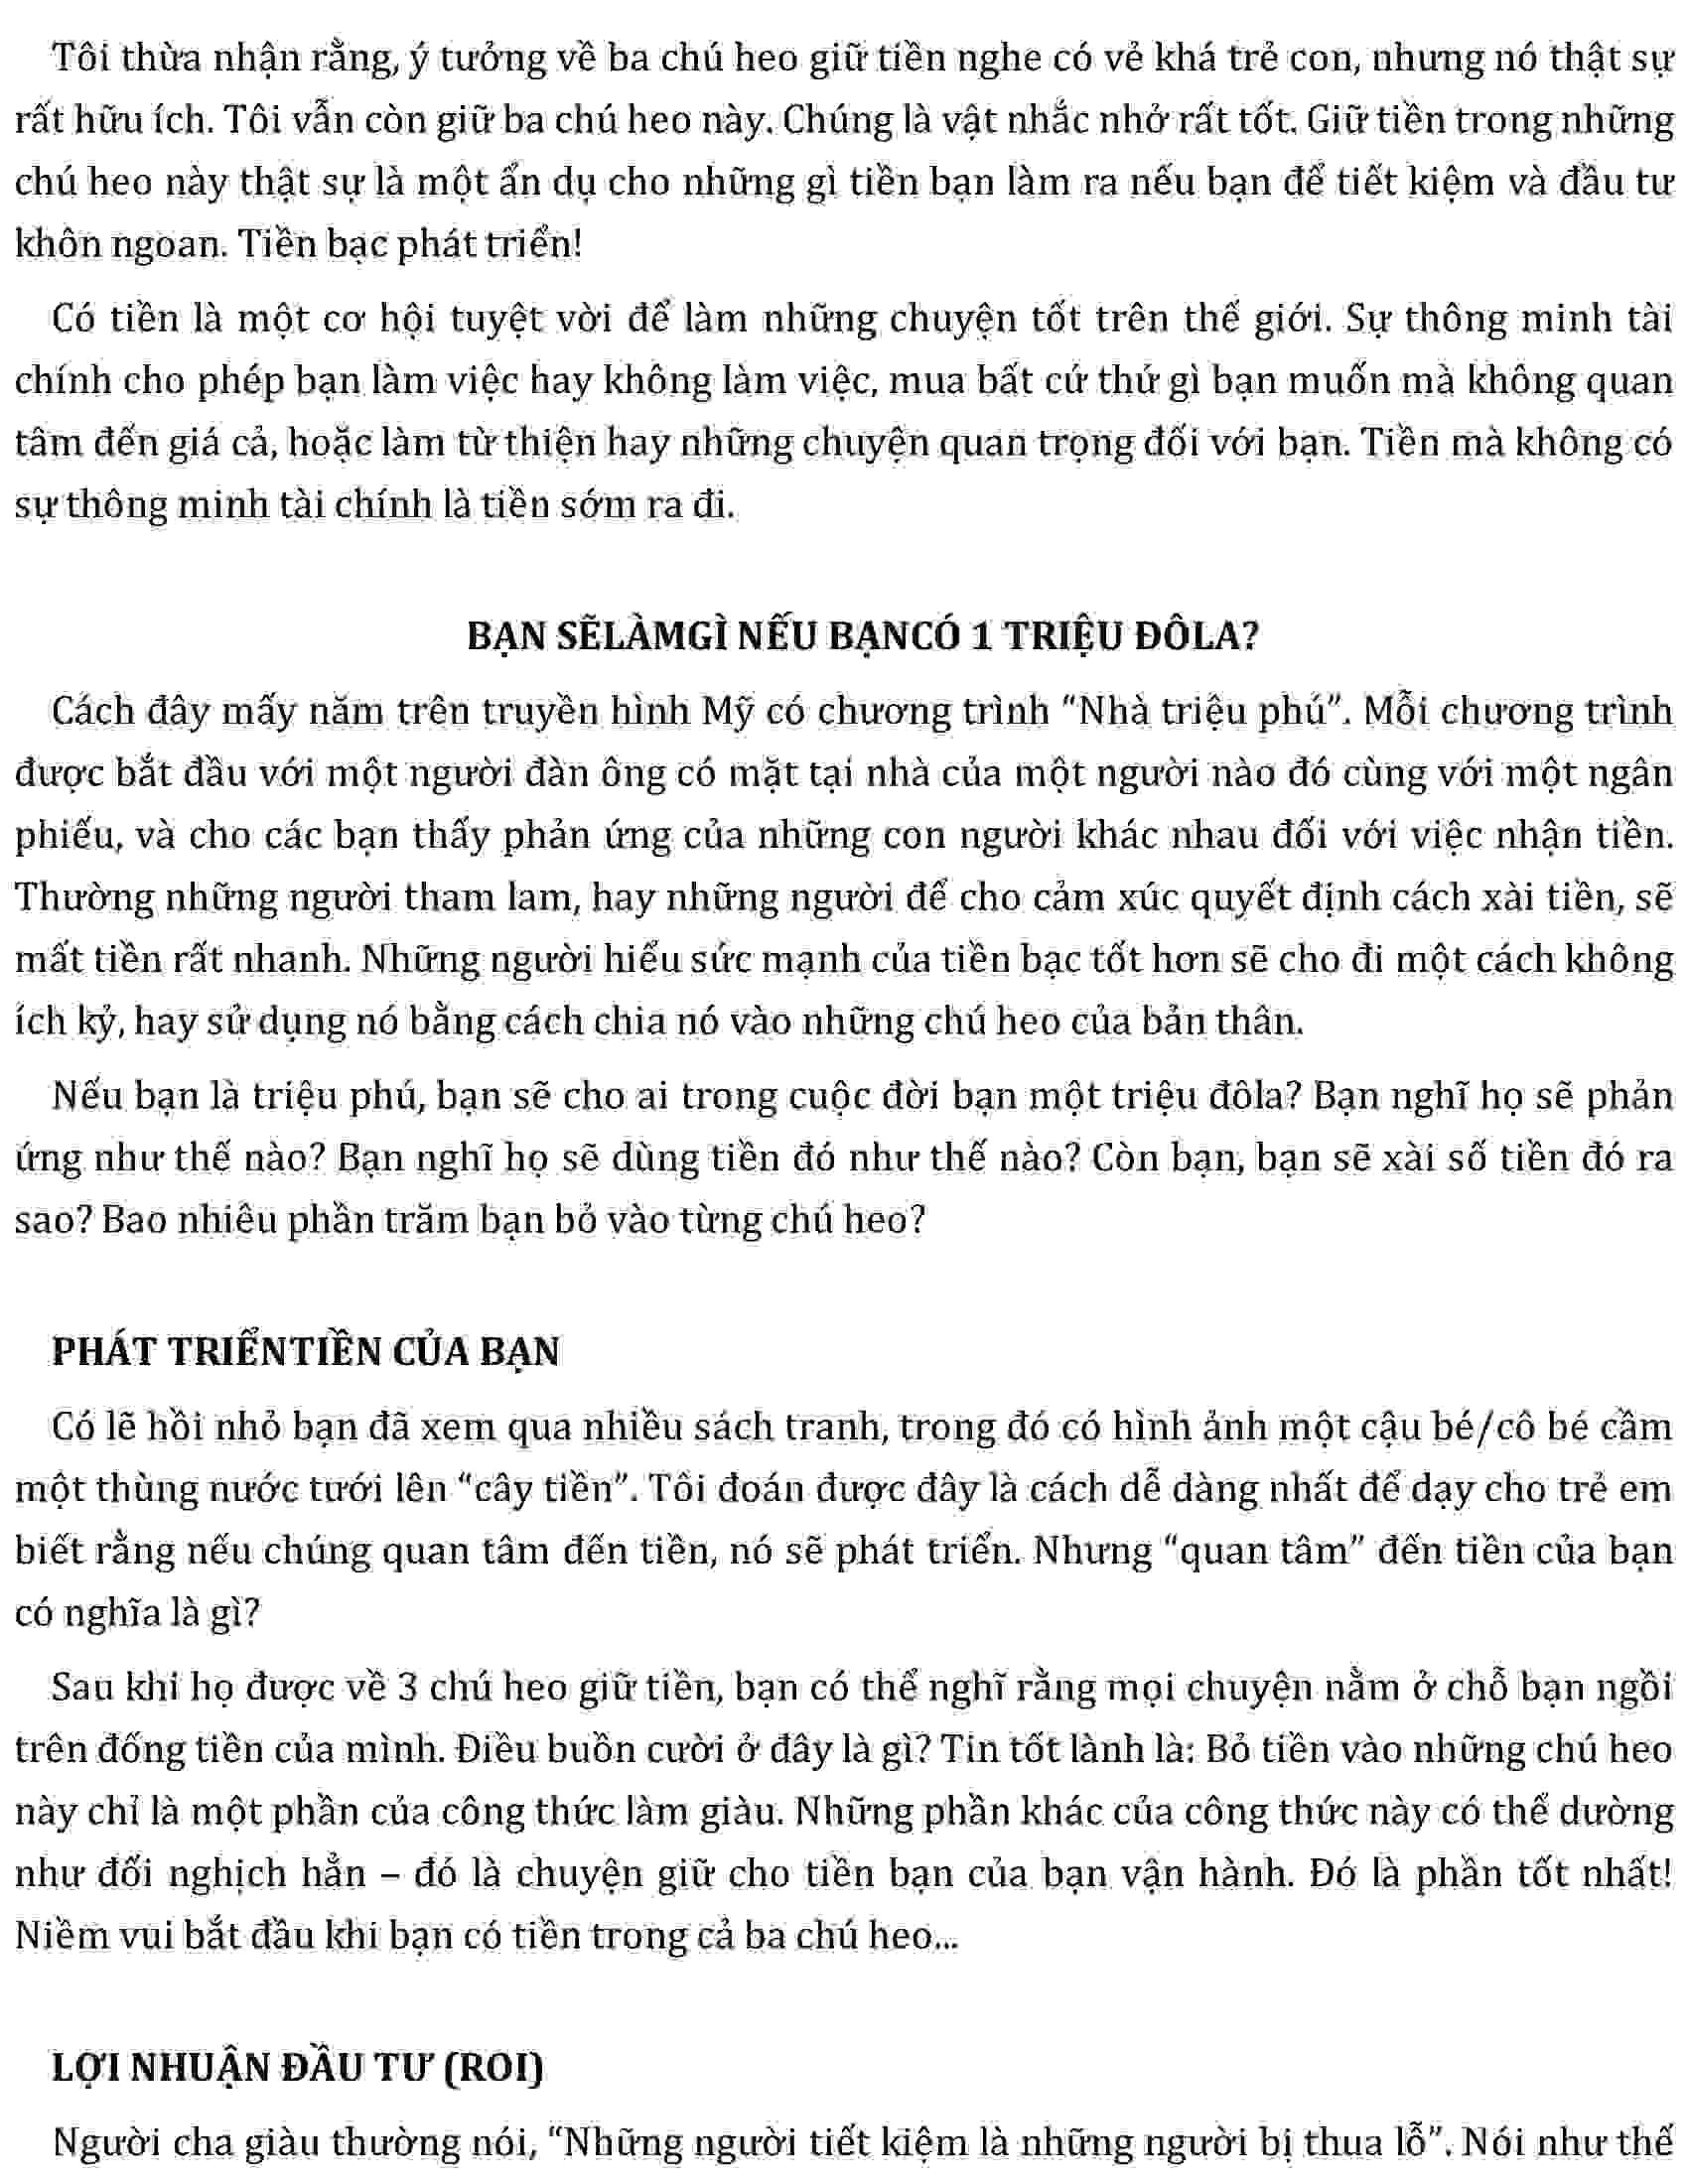 Tôi thừa nhận rằng, ý tưởng về ba chú heo giữ tiền nghe có vẻ khá trẻ con, nhưng nó thật sự
rất hữu ích. Tôi vẫn còn giữ ba chú heo này. Chúng là vật nhắc nhở rất tốt. Giữ tiền trong những
chú heo này thật sự là một ẩn dụ cho những gì tiền bạn làm ra nếu bạn để tiết kiệm và đầu tư
khôn ngoan. Tiền bạc phát triển!
Có tiền là một cơ hội tuyệt vời để làm những chuyện tốt trên thế giới. Sự thông minh tài
chính cho phép bạn làm việc hay không làm việc, mua bất cứ thứ gì bạn muốn mà không quan
tâm đến giá cả, hoặc làm từ thiện hay những chuyện quan trọng đối với bạn. Tiền mà không có
sự thông minh tài chính là tiền sớm ra đi.
BẠN SẼLÀMGÌ NẾU BẠNCÓ 1 TRIỆU ĐÔLA?
Cách đây mấy năm trên truyền hình Mỹ có chương trình “Nhà triệu phú”. Mỗi chương trình
được bắt đầu với một người đàn ông có mặt tại nhà của một người nào đó cùng với một ngân
phiếu, và cho các bạn thấy phản ứng của những con người khác nhau đối với việc nhận tiền.
Thường những người tham lam, hay những người để cho cảm xúc quyết định cách xài tiền, sẽ
mất tiền rất nhanh. Những người hiểu sức mạnh của tiền bạc tốt hơn sẽ cho đi một cách không
ích kỷ, hay sử dụng nó bằng cách chia nó vào những chú heo của bản thân.
Nếu bạn là triệu phú, bạn sẽ cho ai trong cuộc đời bạn một triệu đôla? Bạn nghĩ họ sẽ phản
ứng như thế nào? Bạn nghĩ họ sẽ dùng tiền đó như thế nào? Còn bạn, bạn sẽ xài số tiền đó ra
sao? Bao nhiêu phần trăm bạn bỏ vào từng chú heo?
PHÁT TRIỂNTIỀN CỦA BẠN
Có lẽ hồi nhỏ bạn đã xem qua nhiều sách tranh, trong đó có hình ảnh một cậu bé/cô bé cầm
một thùng nước tưới lên “cây tiền”. Tôi đoán được đây là cách dễ dàng nhất để dạy cho trẻ em
biết rằng nếu chúng quan tâm đến tiền, nó sẽ phát triển. Nhưng “quan tâm” đến tiền của bạn
có nghĩa là gì?
Sau khi họ được về 3 chú heo giữ tiền, bạn có thể nghĩ rằng mọi chuyện nằm ở chỗ bạn ngồi
trên đống tiền của mình. Điều buồn cười ở đây là gì? Tin tốt lành là: Bỏ tiền vào những chú heo
này chỉ là một phần của công thức làm giàu. Những phần khác của công thức này có thể dường
như đối nghịch hẳn – đó là chuyện giữ cho tiền bạn của bạn vận hành. Đó là phần tốt nhất!
Niềm vui bắt đầu khi bạn có tiền trong cả ba chú heo...
LỢI NHUẬN ĐẦU TƯ (ROI)
Người cha giàu thường nói, “Những người tiết kiệm là những người bị thua lỗ”. Nói như thế